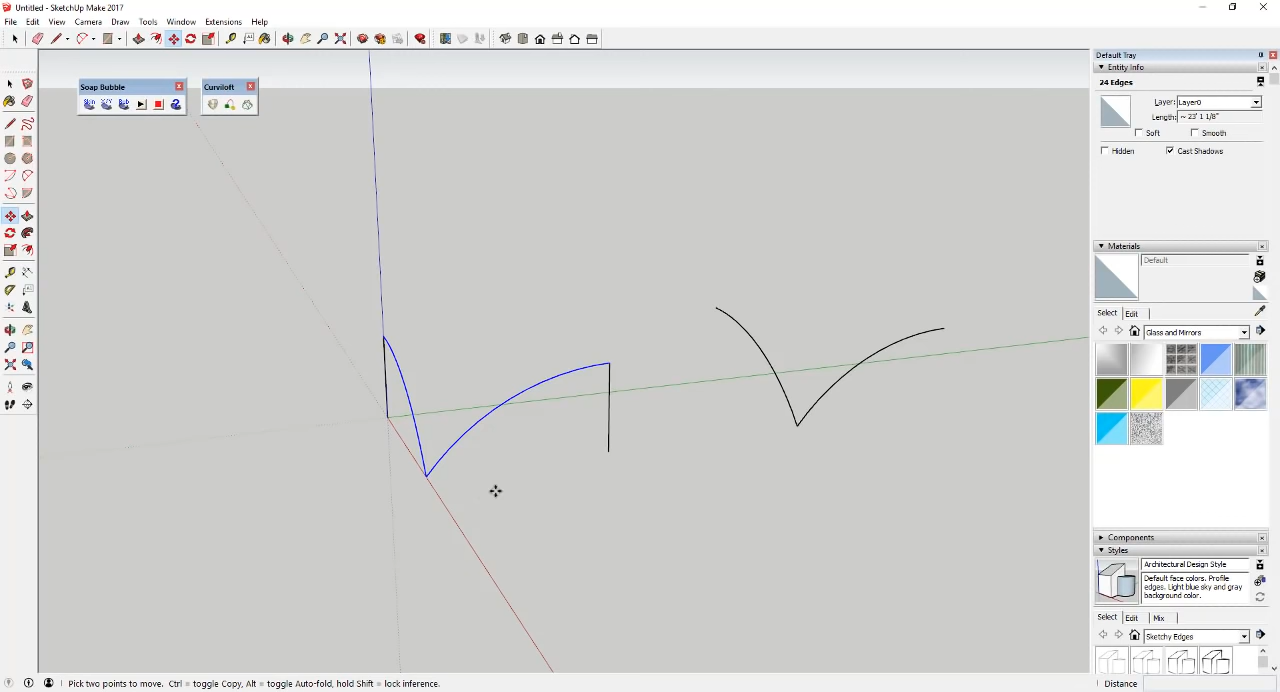 Untitled - SketchUp Make 2017
File Edit View Camera Draw Tools Window Extensions Help
Default Tray
Entity Info
24 Edges
Layer: Layer0
Length: ~ 23' 1 1/8"
Soft Smooth
Hidden Cast Shadows
Soap Bubble
Skin X/Y Bub
Curviloft
Materials
Default
Select Edit
Glass and Mirrors
Components
Styles
Architectural Design Style
Default face colors. Profile
edges. Light blue sky and gray
background color.
Select Edit Mix
Sketchy Edges
Pick two points to move. Ctrl = toggle Copy, Alt = toggle Auto-fold, hold Shift = lock inference.
Distance